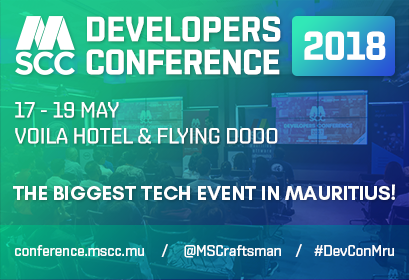 MSCC
DEVELOPERS
CONFERENCE
2018
17 - 19 MAY
VOILA HOTEL & FLYING DODO
THE BIGGEST TECH EVENT IN MAURITIUS!
conference.mscc.mu / @MSCraftsman / #DevConMru